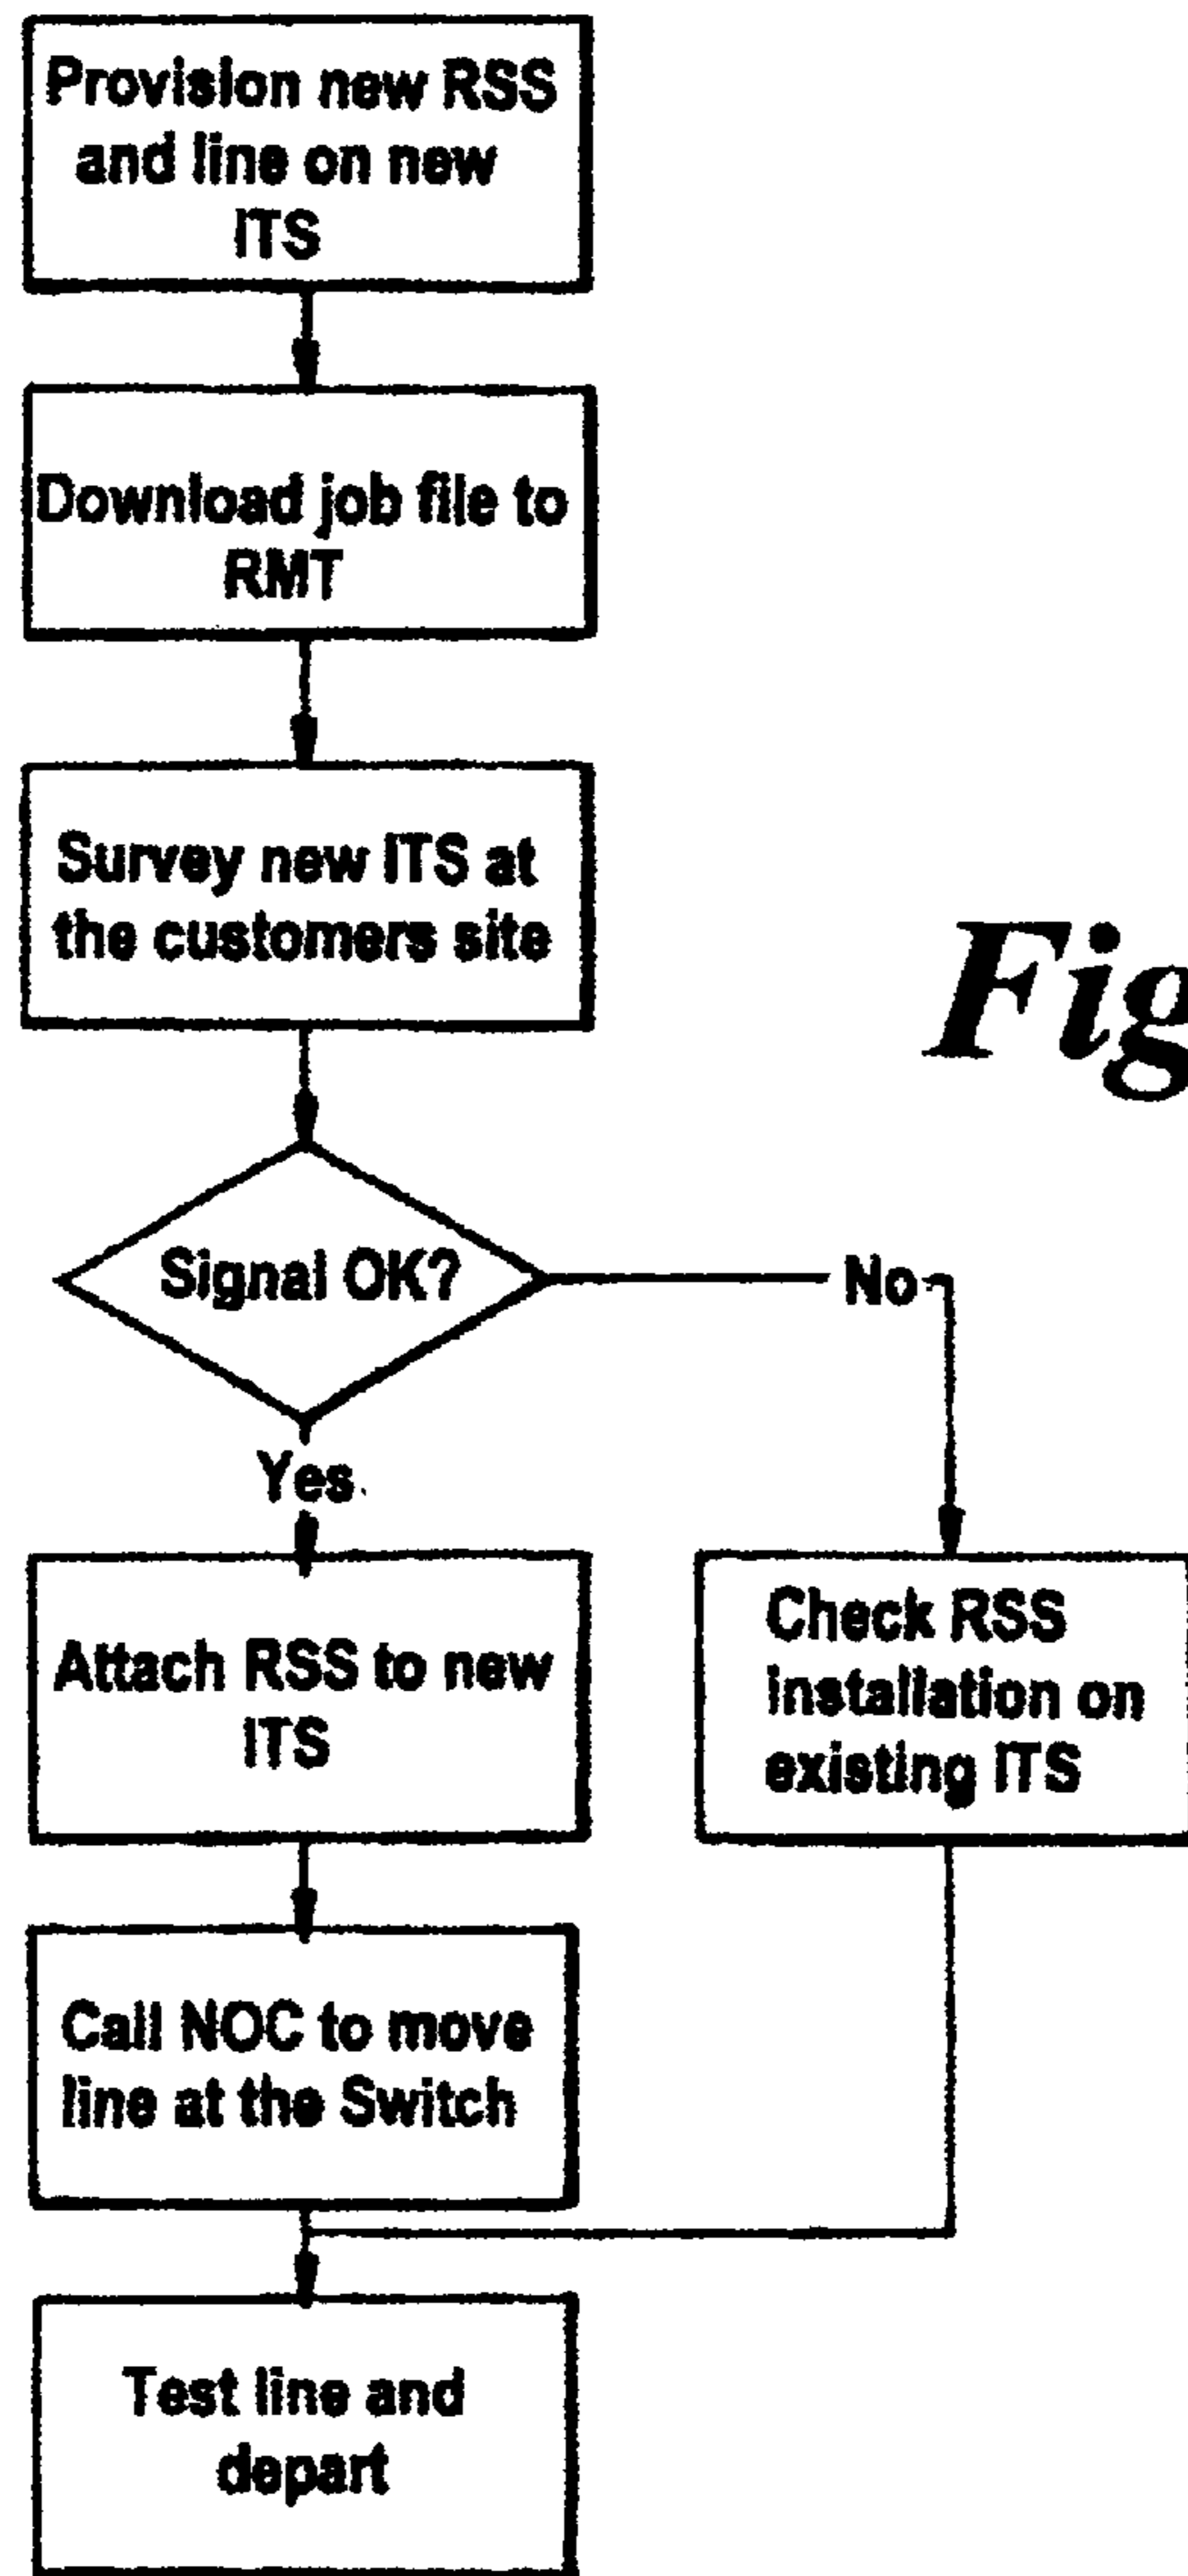 Provision new RSS
and line on new
ITS
Download job file to
RMT
Survey new ITS at
the customers site
Fig
Signal OK?
No
Yes
Attach RSS to new
ITS
Check RSS
installation on
existing ITS
Call NOC to move
line at the Switch
Test line and
depart